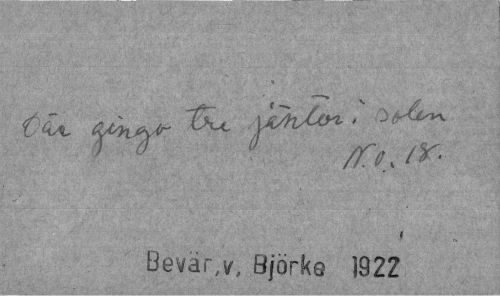 Där gingo tre jäntor i solen
N.o. 18.
Bevär.v. Björke 1922